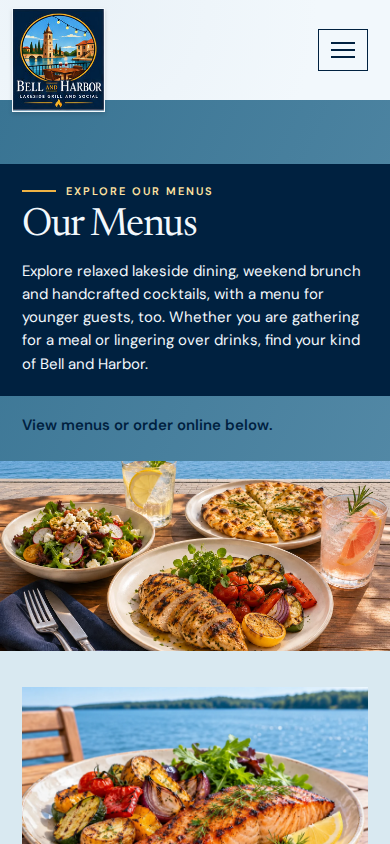 BELL AND HARBOR
LAKESIDE GRILL AND SOCIAL
EXPLORE OUR MENUS
Our Menus
Explore relaxed lakeside dining, weekend brunch
and handcrafted cocktails, with a menu for
younger guests, too. Whether you are gathering
for a meal or lingering over drinks, find your kind
of Bell and Harbor.
View menus or order online below.